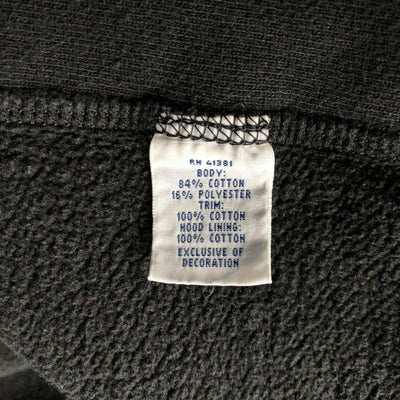 RN 41381
BODY:
84% COTTON
16% POLYESTER
TRIM:
100% COTTON
HOOD LINING:
100% COTTON
EXCLUSIVE OF
DECORATION